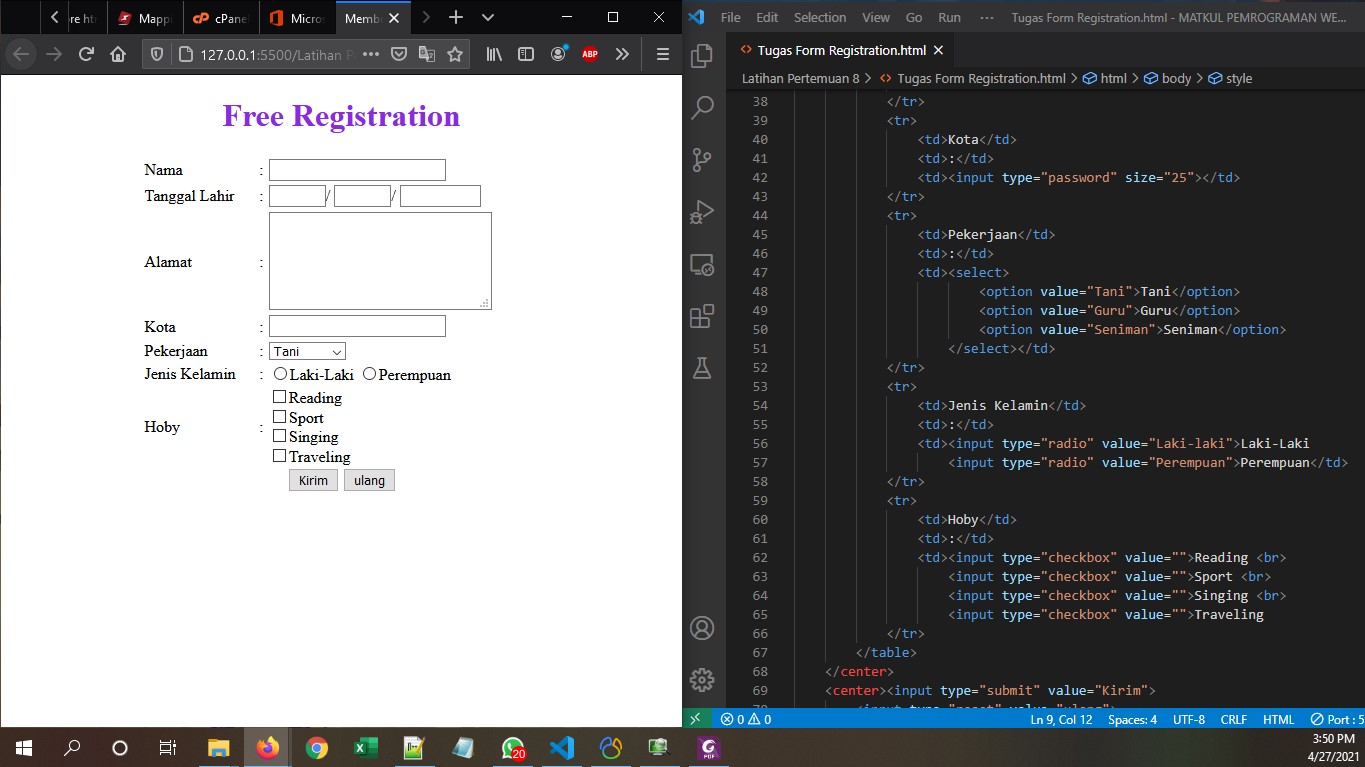 re ht
Mappi
cPanel
Micros
Memb
127.0.0.1:5500/Latihan R
ABP
Free Registration
Nama :
Tanggal Lahir : / /
Alamat :
Kota :
Pekerjaan : Tani
Jenis Kelamin : Laki-Laki Perempuan
Reading
Sport
Hoby :
Singing
Traveling
Kirim ulang
File Edit Selection View Go Run ··· Tugas Form Registration.html - MATKUL PEMROGRAMAN WE...
<> Tugas Form Registration.html
Latihan Pertemuan 8 > <> Tugas Form Registration.html > html > body > style
38 </tr>
39 <tr>
40 <td>Kota</td>
41 <td>:</td>
42 <td><input type="password" size="25"></td>
43 </tr>
44 <tr>
45 <td>Pekerjaan</td>
46 <td>:</td>
47 <td><select>
48 <option value="Tani">Tani</option>
49 <option value="Guru">Guru</option>
50 <option value="Seniman">Seniman</option>
51 </select></td>
52 </tr>
53 <tr>
54 <td>Jenis Kelamin</td>
55 <td>:</td>
56 <td><input type="radio" value="Laki-laki">Laki-Laki
57 <input type="radio" value="Perempuan">Perempuan</td>
58 </tr>
59 <tr>
60 <td>Hoby</td>
61 <td>:</td>
62 <td><input type="checkbox" value="">Reading <br>
63 <input type="checkbox" value="">Sport <br>
64 <input type="checkbox" value="">Singing <br>
65 <input type="checkbox" value="">Traveling
66 </tr>
67 </table>
68 </center>
69 <center><input type="submit" value="Kirim">
70 <input type="reset" value="ulang">
0 0 Ln 9, Col 12 Spaces: 4 UTF-8 CRLF HTML Port : 5
20
PDF
3:50 PM
4/27/2021